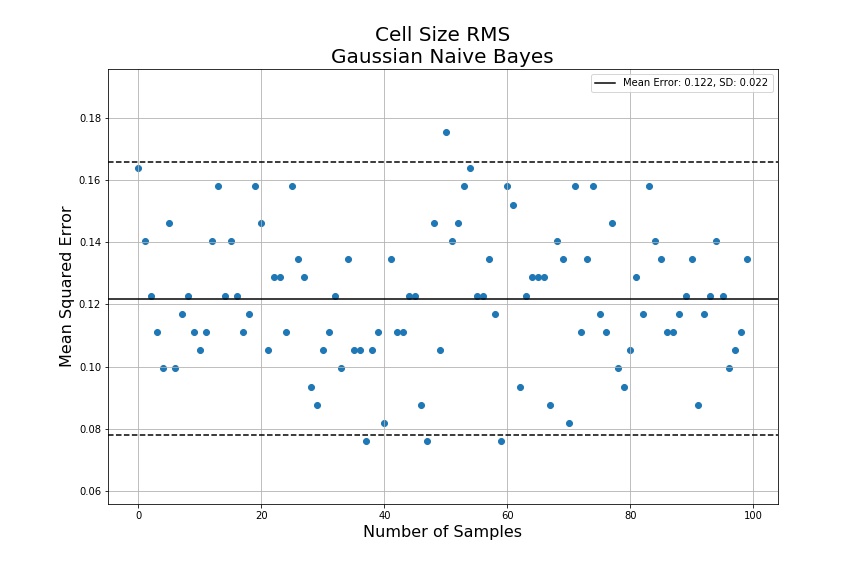 Cell Size RMS
Gaussian Naive Bayes
Mean Error: 0.122, SD: 0.022
Mean Squared Error
0.18
0.16
0.14
0.12
0.10
0.08
0.06
0
20
40
60
80
100
Number of Samples